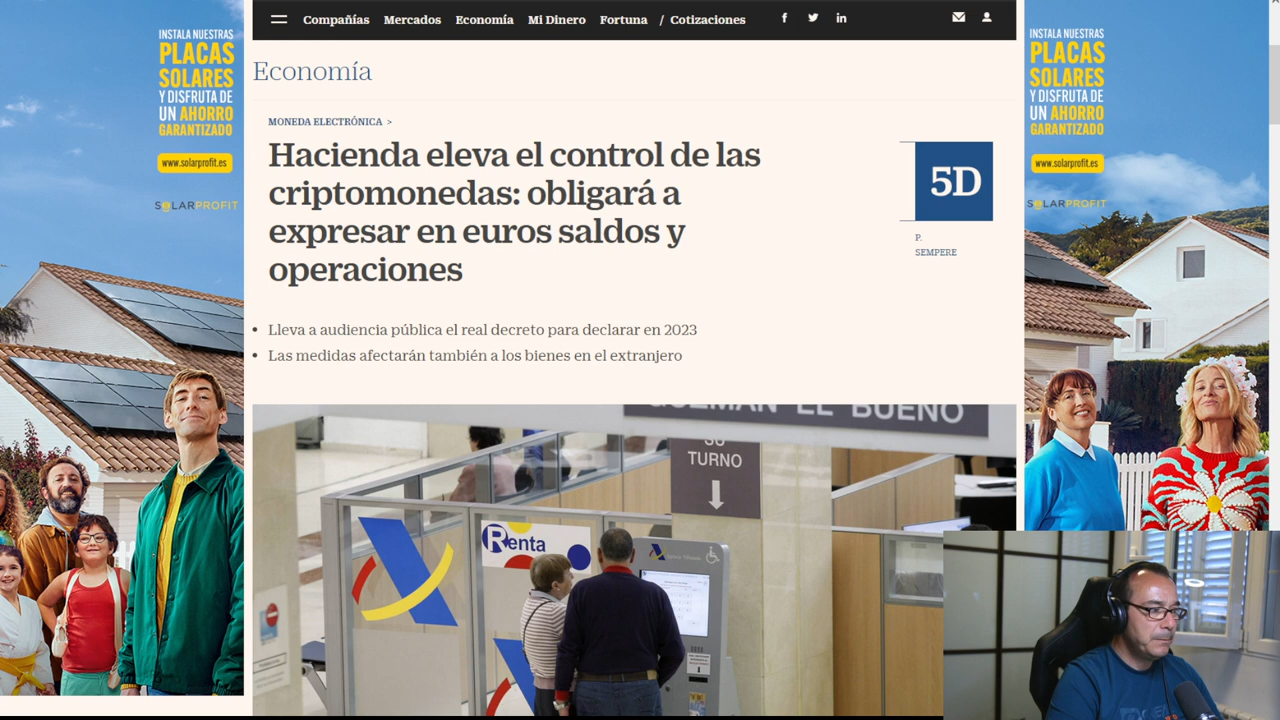 Compañías Mercados Economía Mi Dinero Fortuna / Cotizaciones
INSTALA NUESTRAS
PLACAS
SOLARES
Y DISFRUTA DE
UN AHORRO
GARANTIZADO
www.solarprofit.es
SOLARPROFIT
Economía
MONEDA ELECTRÓNICA >
Hacienda eleva el control de las
criptomonedas: obligará a
expresar en euros saldos y
operaciones
5D
P.
SEMPERE
• Lleva a audiencia pública el real decreto para declarar en 2023
• Las medidas afectarán también a los bienes en el extranjero
GUZMÁN EL BUENO
SU
TURNO
Renta
INSTALA NUESTRAS
PLACAS
SOLARES
Y DISFRUTA DE
UN AHORRO
GARANTIZADO
www.solarprofit.es
SOLARPROFIT